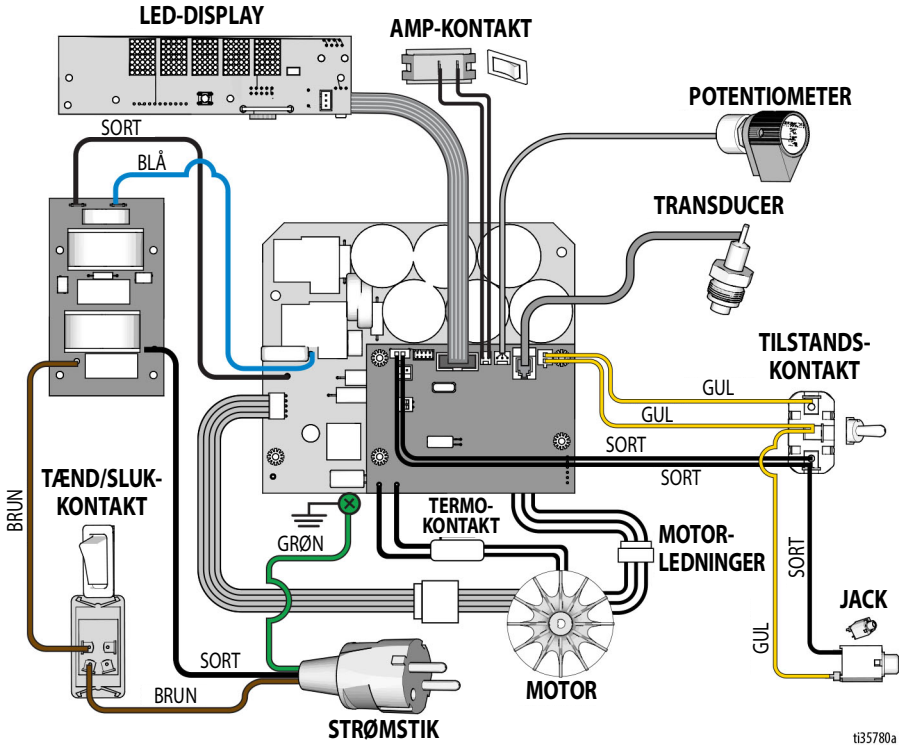 LED-DISPLAY
AMP-KONTAKT
POTENTIOMETER
SORT
BLÅ
TRANSDUCER
TILSTANDS-
KONTAKT
GUL
GUL
SORT
SORT
TÆND/SLUK-
KONTAKT
BRUN
TERMO-
KONTAKT
GRØN
MOTOR-
LEDNINGER
SORT
JACK
GUL
SORT
BRUN
MOTOR
STRØMSTIK
ti35780a